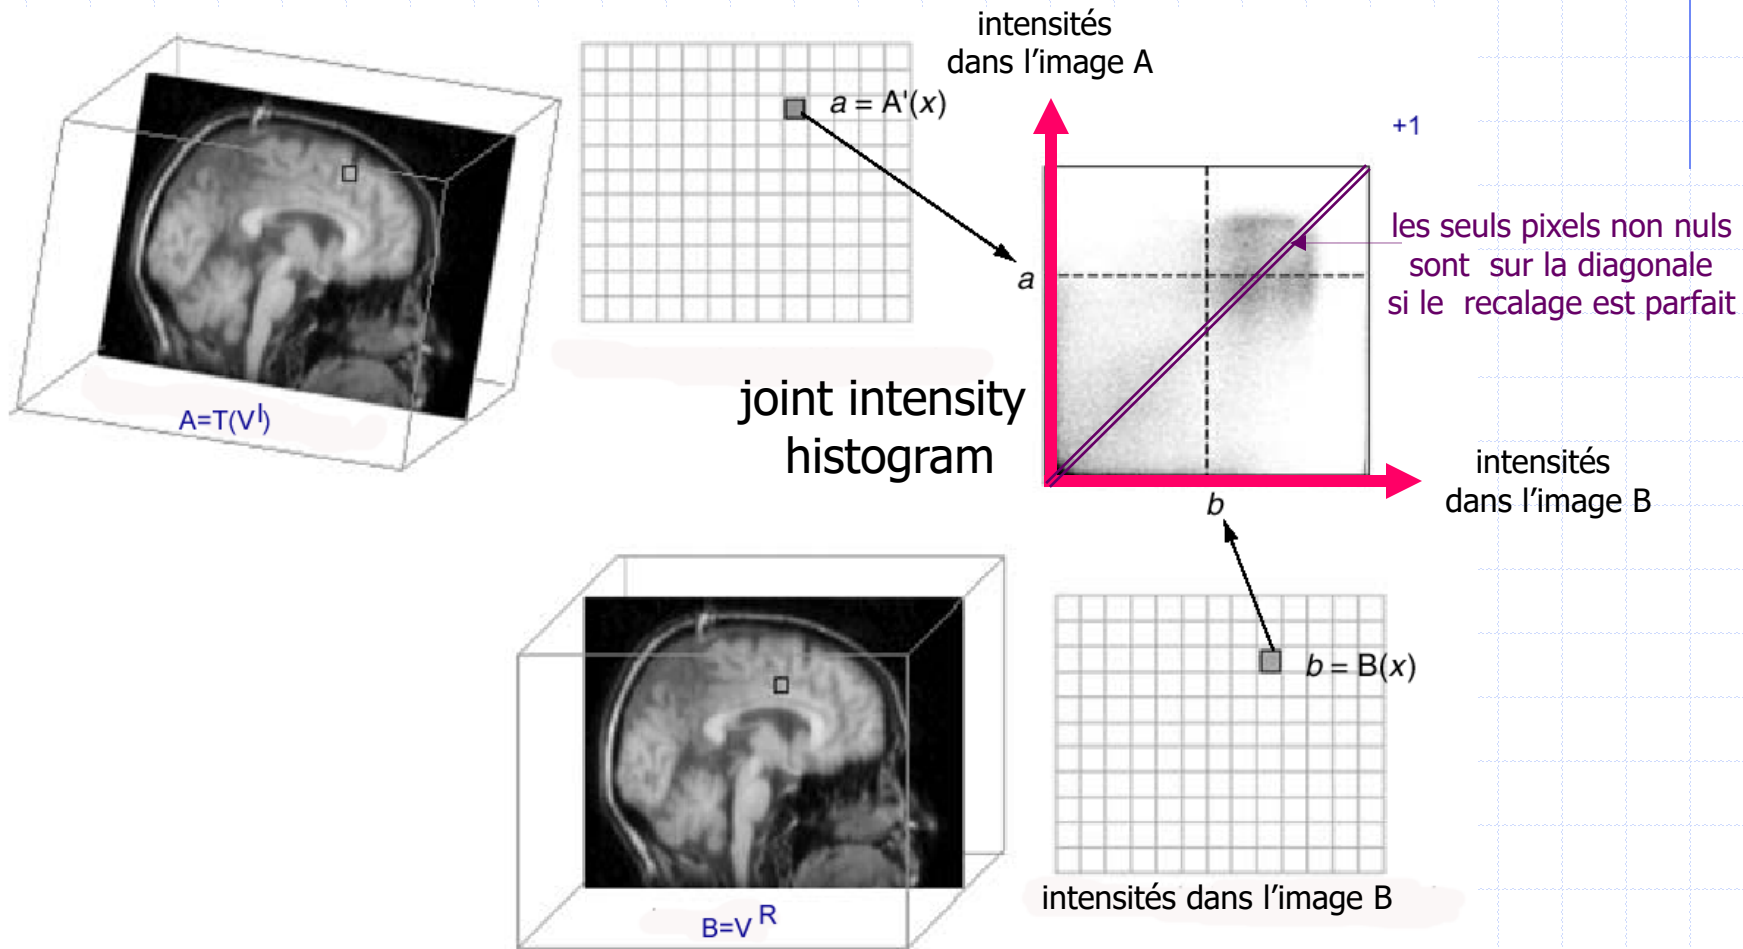 intensités
dans l'image A
a = A'(x)
+1
les seuls pixels non nuls
sont sur la diagonale
si le recalage est parfait
a
A=T(V^I)
joint intensity
histogram
intensités
dans l'image B
b
b = B(x)
intensités dans l'image B
B=V^R